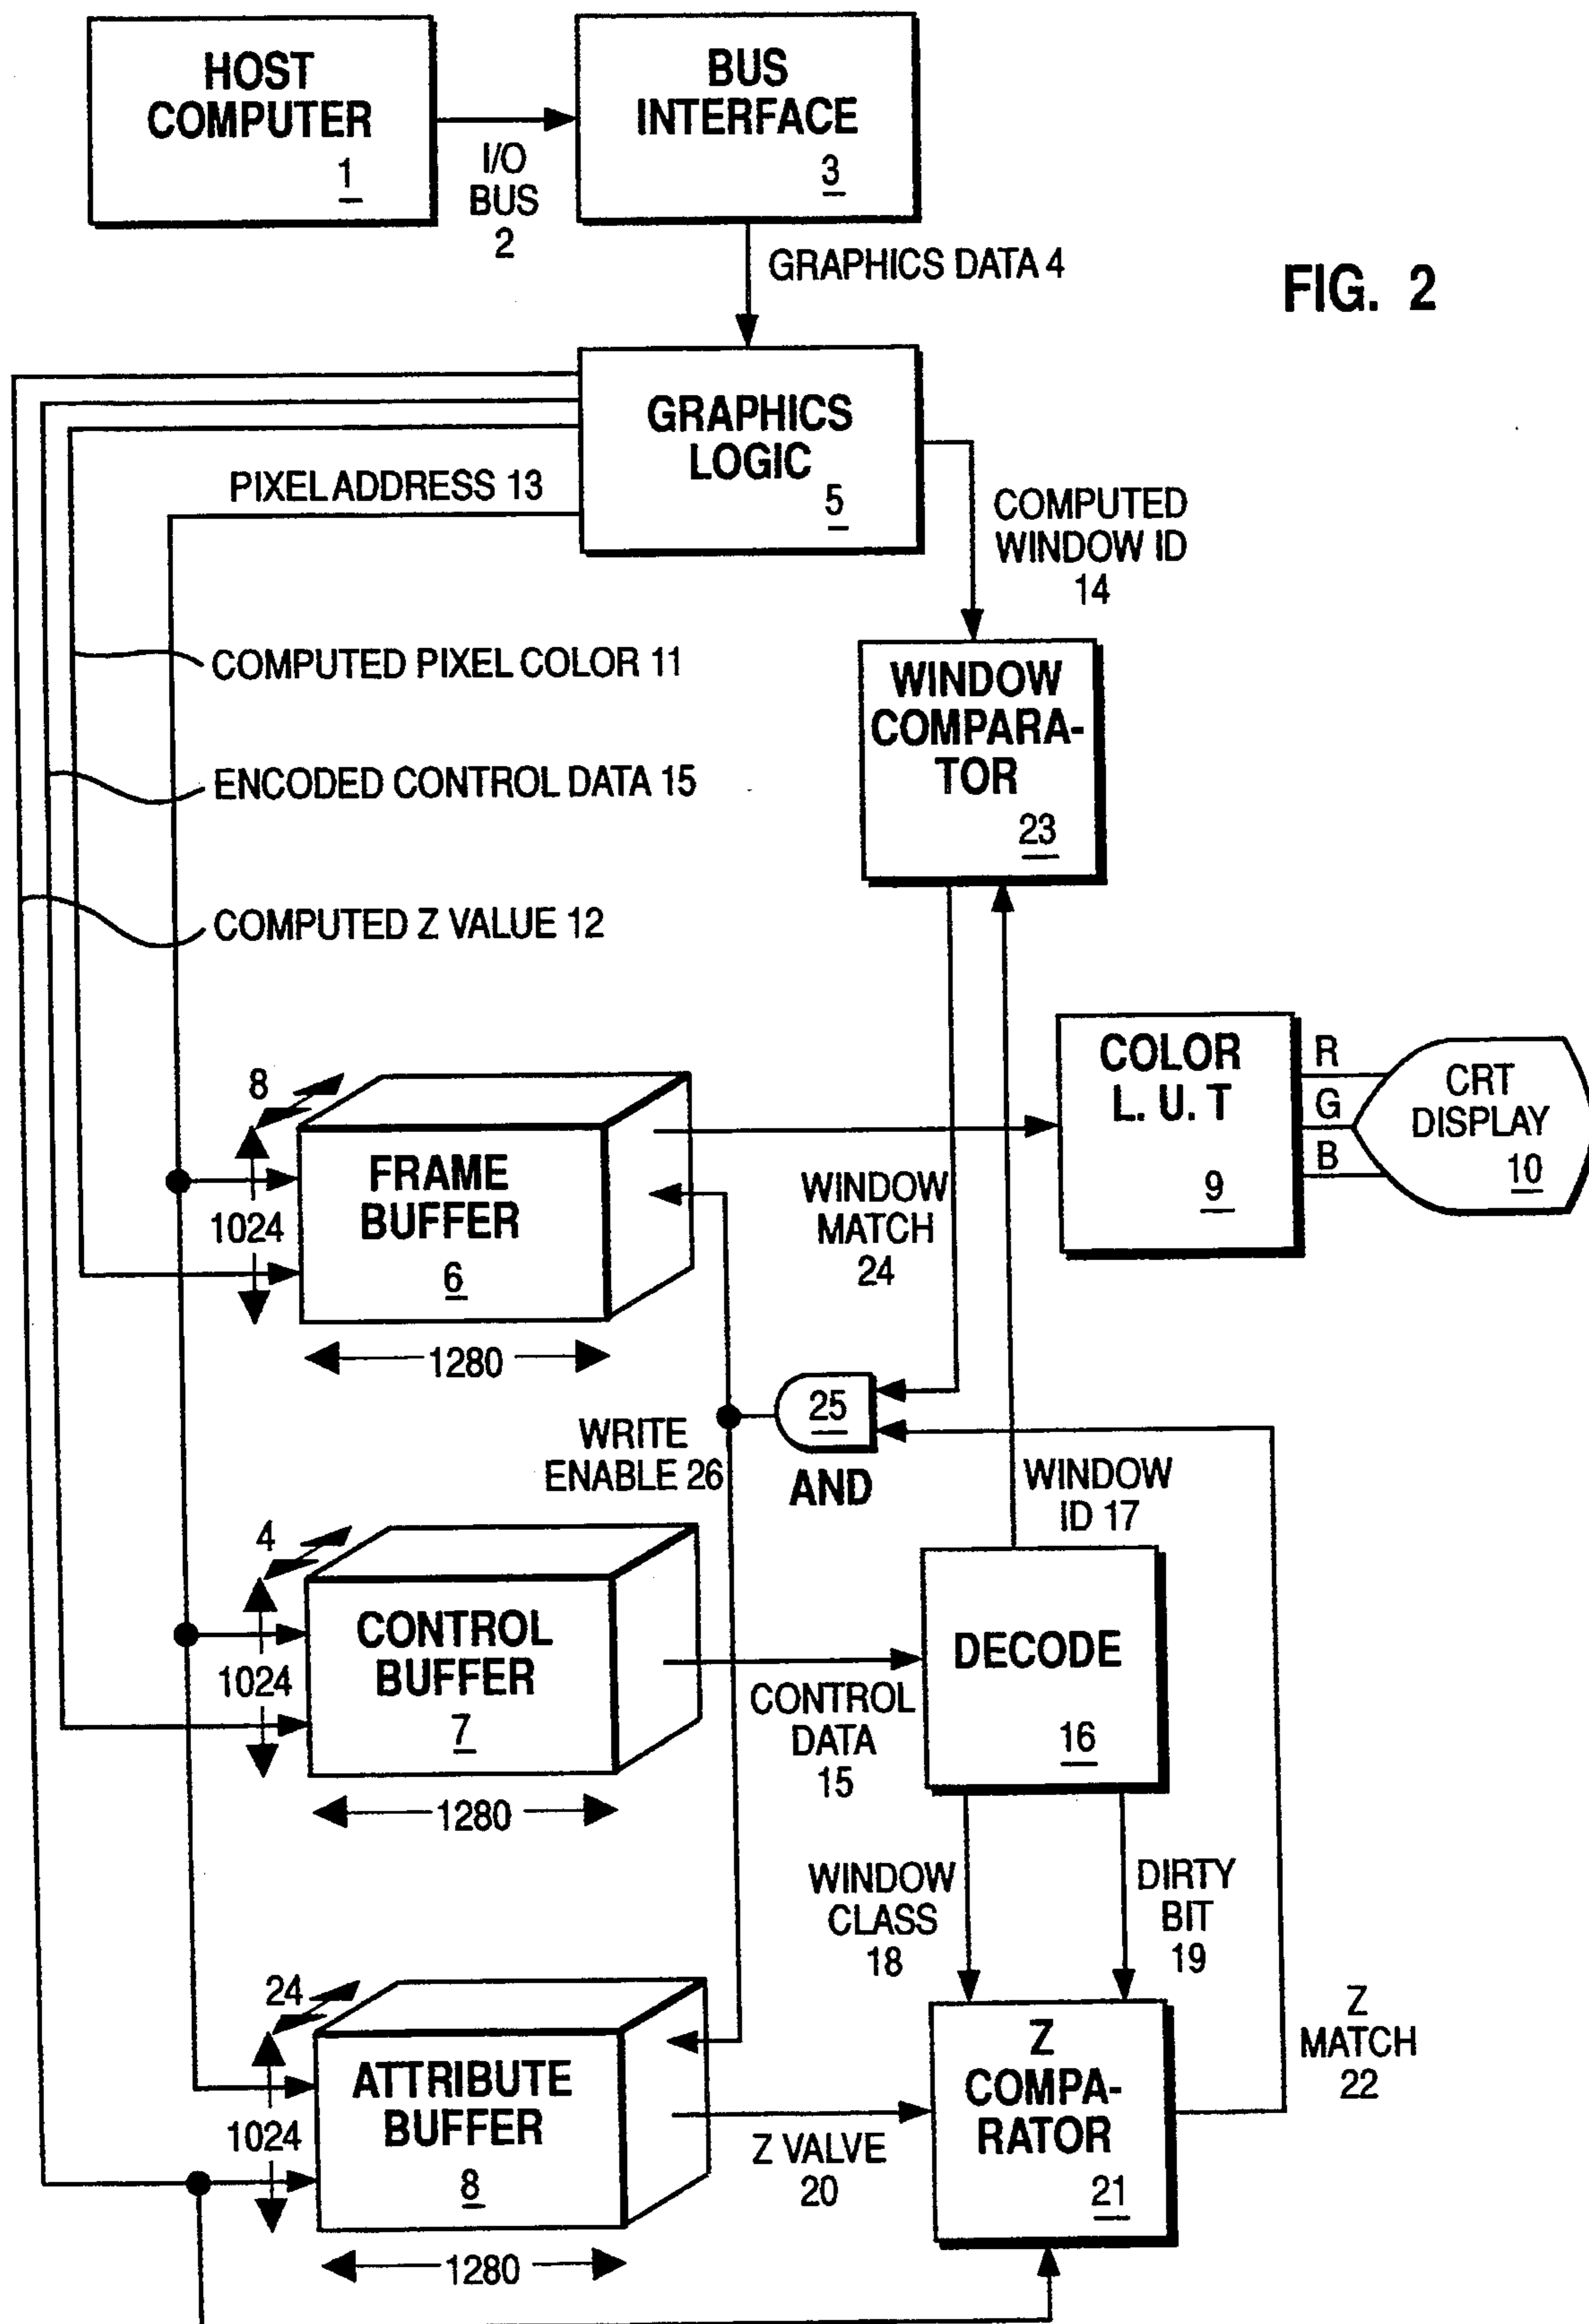 HOST
COMPUTER
1
I/O
BUS
2
BUS
INTERFACE
3
GRAPHICS DATA 4
FIG. 2
GRAPHICS
LOGIC
5
PIXEL ADDRESS 13
COMPUTED
WINDOW ID
14
COMPUTED PIXEL COLOR 11
ENCODED CONTROL DATA 15
COMPUTED Z VALUE 12
WINDOW
COMPARA-
TOR
23
8
1024
FRAME
BUFFER
6
1280
WINDOW
MATCH
24
COLOR
L. U. T
9
R
G
B
CRT
DISPLAY
10
25
AND
WRITE
ENABLE 26
WINDOW
ID 17
4
1024
CONTROL
BUFFER
7
1280
CONTROL
DATA
15
DECODE
16
WINDOW
CLASS
18
DIRTY
BIT
19
24
1024
ATTRIBUTE
BUFFER
8
1280
Z VALVE
20
Z
COMPA-
RATOR
21
Z
MATCH
22